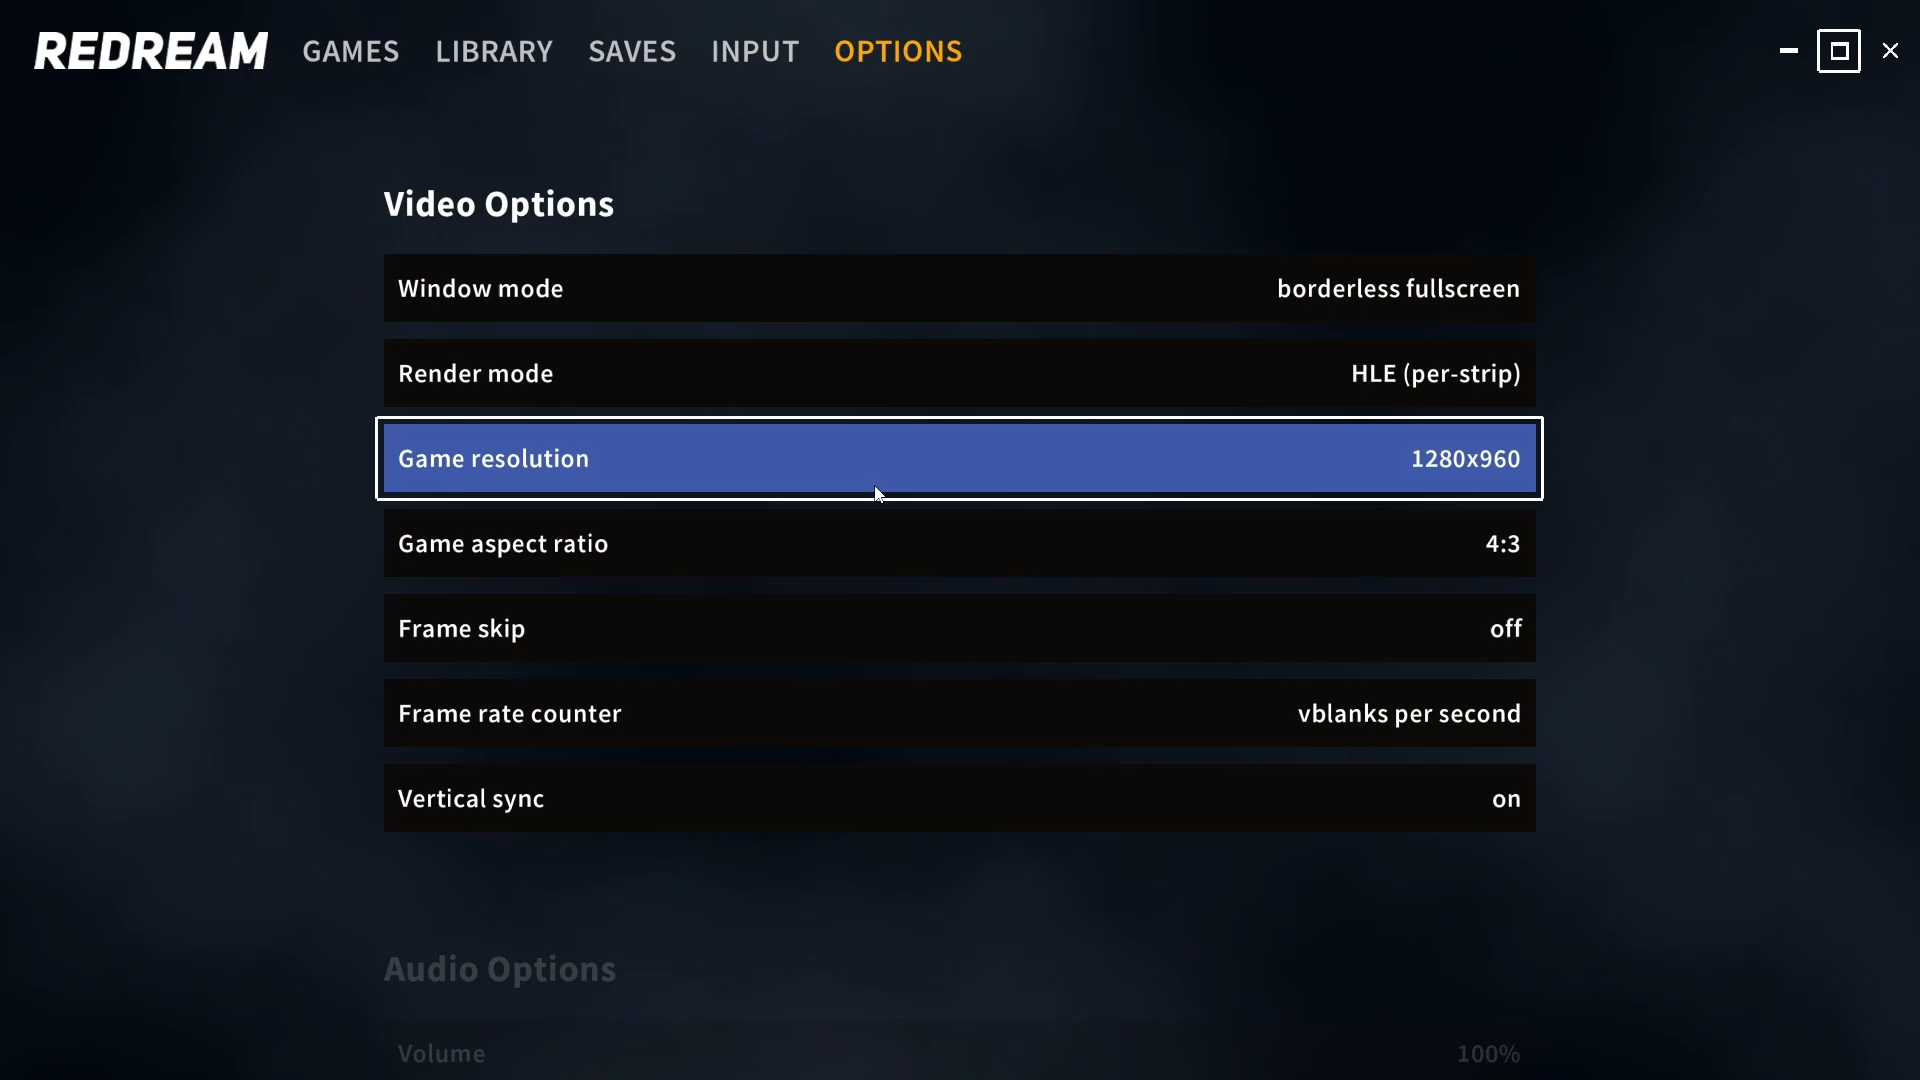 REDREAM GAMES LIBRARY SAVES INPUT OPTIONS
Video Options
Window mode borderless fullscreen
Render mode HLE (per-strip)
Game resolution 1280x960
Game aspect ratio 4:3
Frame skip off
Frame rate counter vblanks per second
Vertical sync on
Audio Options
Volume 100%